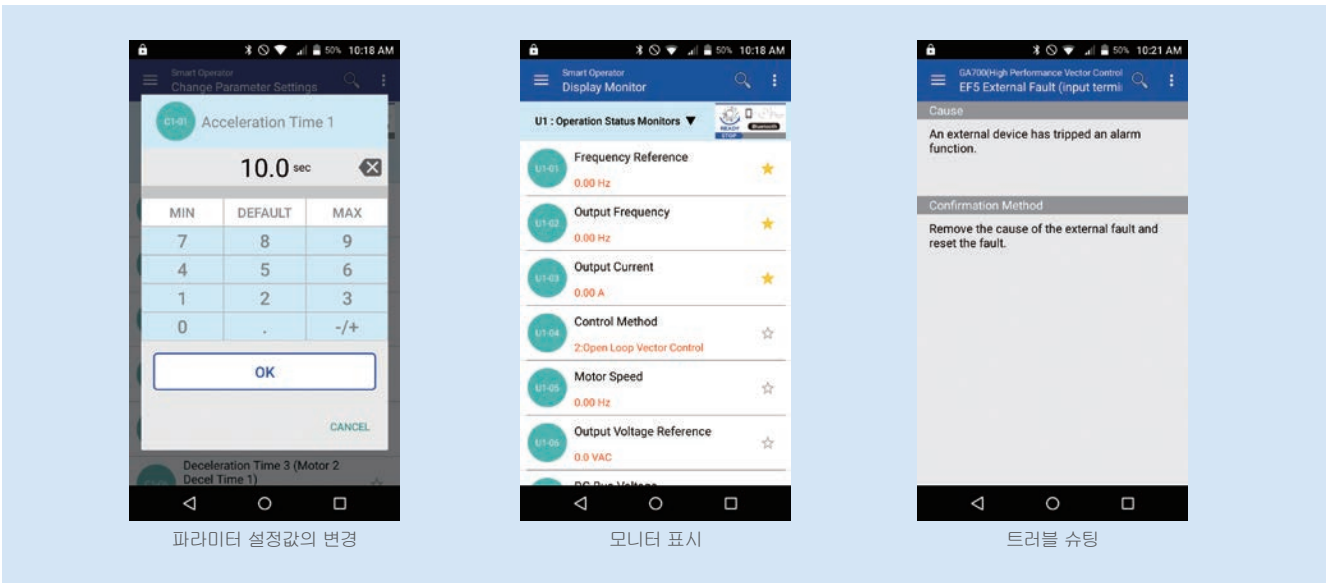 50% 10:18 AM
Smart Operator
Change Parameter Settings
C1-01 Acceleration Time 1
10.0 sec
MIN DEFAULT MAX
7 8 9
4 5 6
1 2 3
0 . -/+
OK
CANCEL
Deceleration Time 3 (Motor 2
Decel Time 1)
파라미터 설정값의 변경
50% 10:18 AM
Smart Operator
Display Monitor
U1 : Operation Status Monitors ▼
READY
STOP
Bluetooth
U1-01 Frequency Reference
0.00 Hz
U1-02 Output Frequency
0.00 Hz
U1-03 Output Current
0.00 A
U1-04 Control Method
2:Open Loop Vector Control
U1-05 Motor Speed
0.00 Hz
U1-06 Output Voltage Reference
0.0 VAC
DC Bus Voltage
모니터 표시
50% 10:21 AM
GA700(High Performance Vector Control
EF5 External Fault (input termi
Cause
An external device has tripped an alarm
function.
Confirmation Method
Remove the cause of the external fault and
reset the fault.
트러블 슈팅